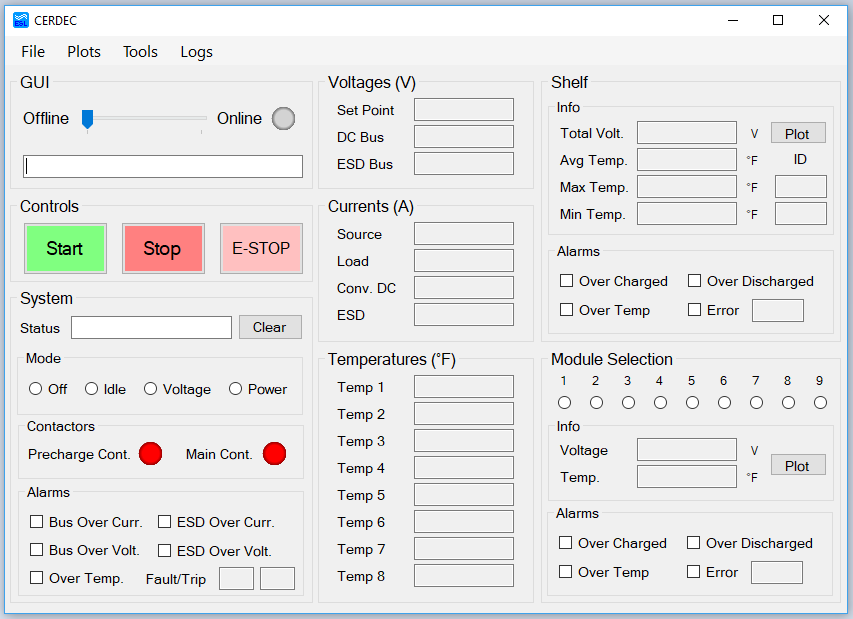 ESL CERDEC
File Plots Tools Logs
GUI
Offline Online
Controls
Start Stop E-STOP
System
Status Clear
Mode
Off Idle Voltage Power
Contactors
Precharge Cont. Main Cont.
Alarms
Bus Over Curr. ESD Over Curr.
Bus Over Volt. ESD Over Volt.
Over Temp. Fault/Trip
Voltages (V)
Set Point
DC Bus
ESD Bus
Currents (A)
Source
Load
Conv. DC
ESD
Temperatures (°F)
Temp 1
Temp 2
Temp 3
Temp 4
Temp 5
Temp 6
Temp 7
Temp 8
Shelf
Info
Total Volt. V Plot
Avg Temp. °F ID
Max Temp. °F
Min Temp. °F
Alarms
Over Charged Over Discharged
Over Temp Error
Module Selection
1 2 3 4 5 6 7 8 9
Info
Voltage V
Temp. °F Plot
Alarms
Over Charged Over Discharged
Over Temp Error